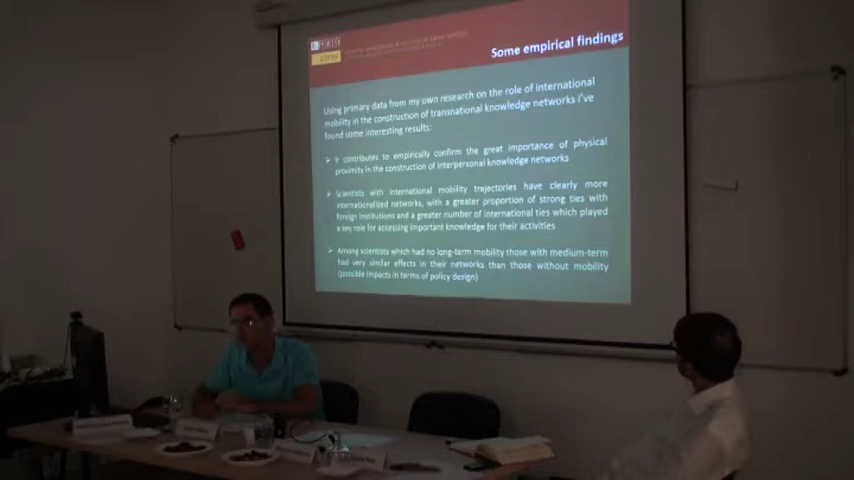 Some empirical findings
Using primary data from my own research on the role of international
mobility in the construction of transnational knowledge networks i've
found some interesting results:
It contributes to empirically confirm the great importance of physical
proximity in the construction of interpersonal knowledge networks
Scientists with international mobility trajectories have clearly more
internationalized networks, with a greater proportion of strong ties with
foreign institutions and a greater number of international ties which played
a key role for assessing important knowledge for their activities
Among scientists which had no long-term mobility those with medium-term
had very similar effects in their networks than those without mobility
(possible impacts in terms of policy design)